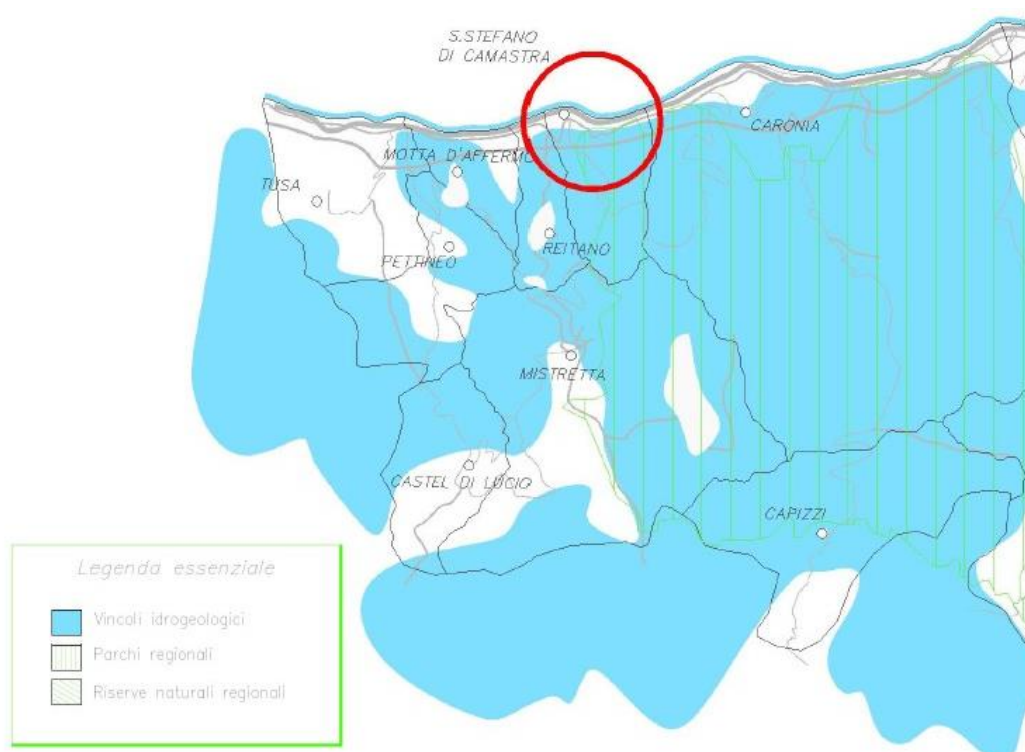 S.STEFANO
DI CAMASTRA
CARONIA
MOTTA D'AFFERMO
TUSA
PETTINEO
REITANO
MISTRETTA
CASTEL DI LUCIO
CAPIZZI
Legenda essenziale
Vincoli idrogeologici
Parchi regionali
Riserve naturali regionali